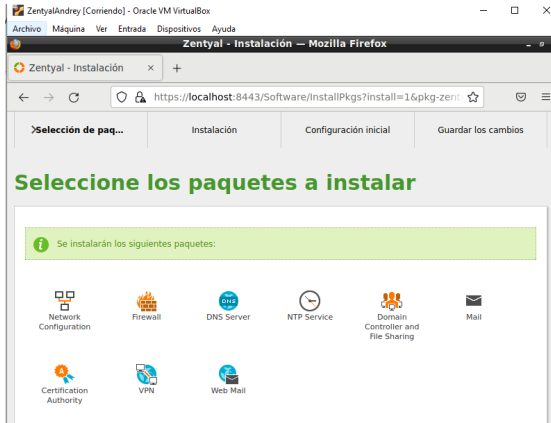 ZentyalAndrey [Corriendo] - Oracle VM VirtualBox
Archivo Máquina Ver Entrada Dispositivos Ayuda
Zentyal - Instalación — Mozilla Firefox
Zentyal - Instalación
https://localhost:8443/Software/InstallPkgs?install=1&pkg-zent
Selección de paq... Instalación Configuración inicial Guardar los cambios
Seleccione los paquetes a instalar
Se instalarán los siguientes paquetes:
Network Configuration
Firewall
DNS
DNS Server
NTP Service
Domain Controller and File Sharing
Mail
Certification Authority
VPN
Web Mail